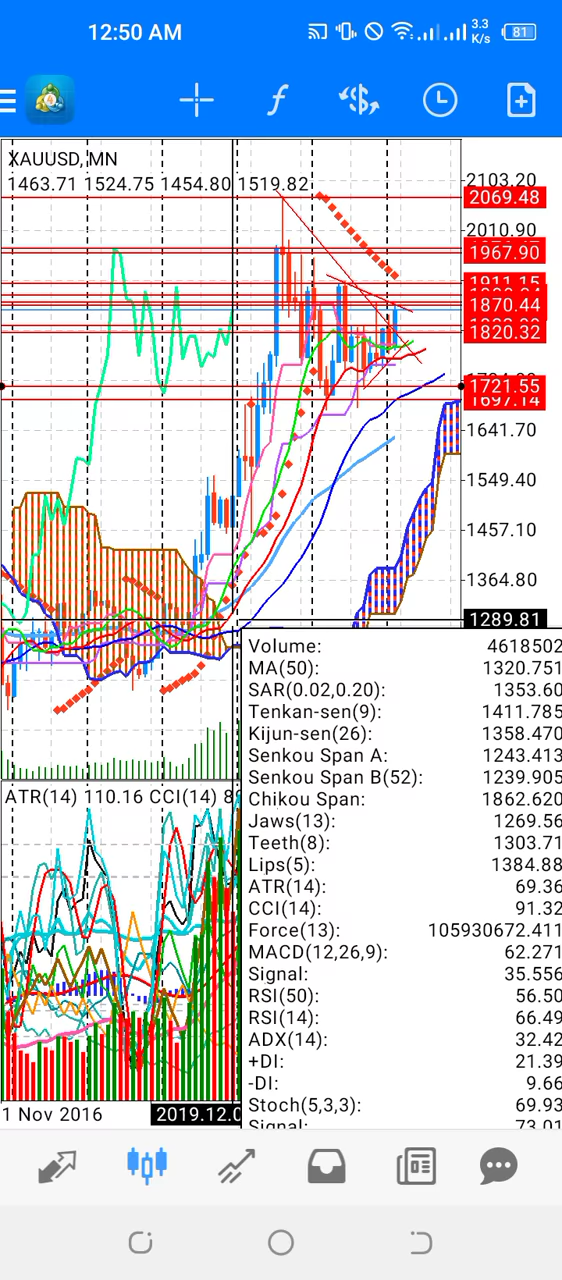 12:50 AM
3.3
K/s
81
XAUUSD, MN
1463.71 1524.75 1454.80 1519.82
2103.20
2069.48
2010.90
1967.90
1911.15
1870.44
1820.32
1721.55
1697.14
1641.70
1549.40
1457.10
1364.80
1289.81
Volume: 4618502
MA(50): 1320.751
SAR(0.02,0.20): 1353.60
Tenkan-sen(9): 1411.785
Kijun-sen(26): 1358.470
Senkou Span A: 1243.413
Senkou Span B(52): 1239.905
Chikou Span: 1862.620
Jaws(13): 1269.56
Teeth(8): 1303.71
Lips(5): 1384.88
ATR(14): 69.36
CCI(14): 91.32
Force(13): 105930672.411
MACD(12,26,9): 62.271
Signal: 35.556
RSI(50): 56.50
RSI(14): 66.49
ADX(14): 32.42
+DI: 21.39
-DI: 9.66
Stoch(5,3,3): 69.93
Signal: 73.01
ATR(14) 110.16 CCI(14) 8
1 Nov 2016
2019.12.0